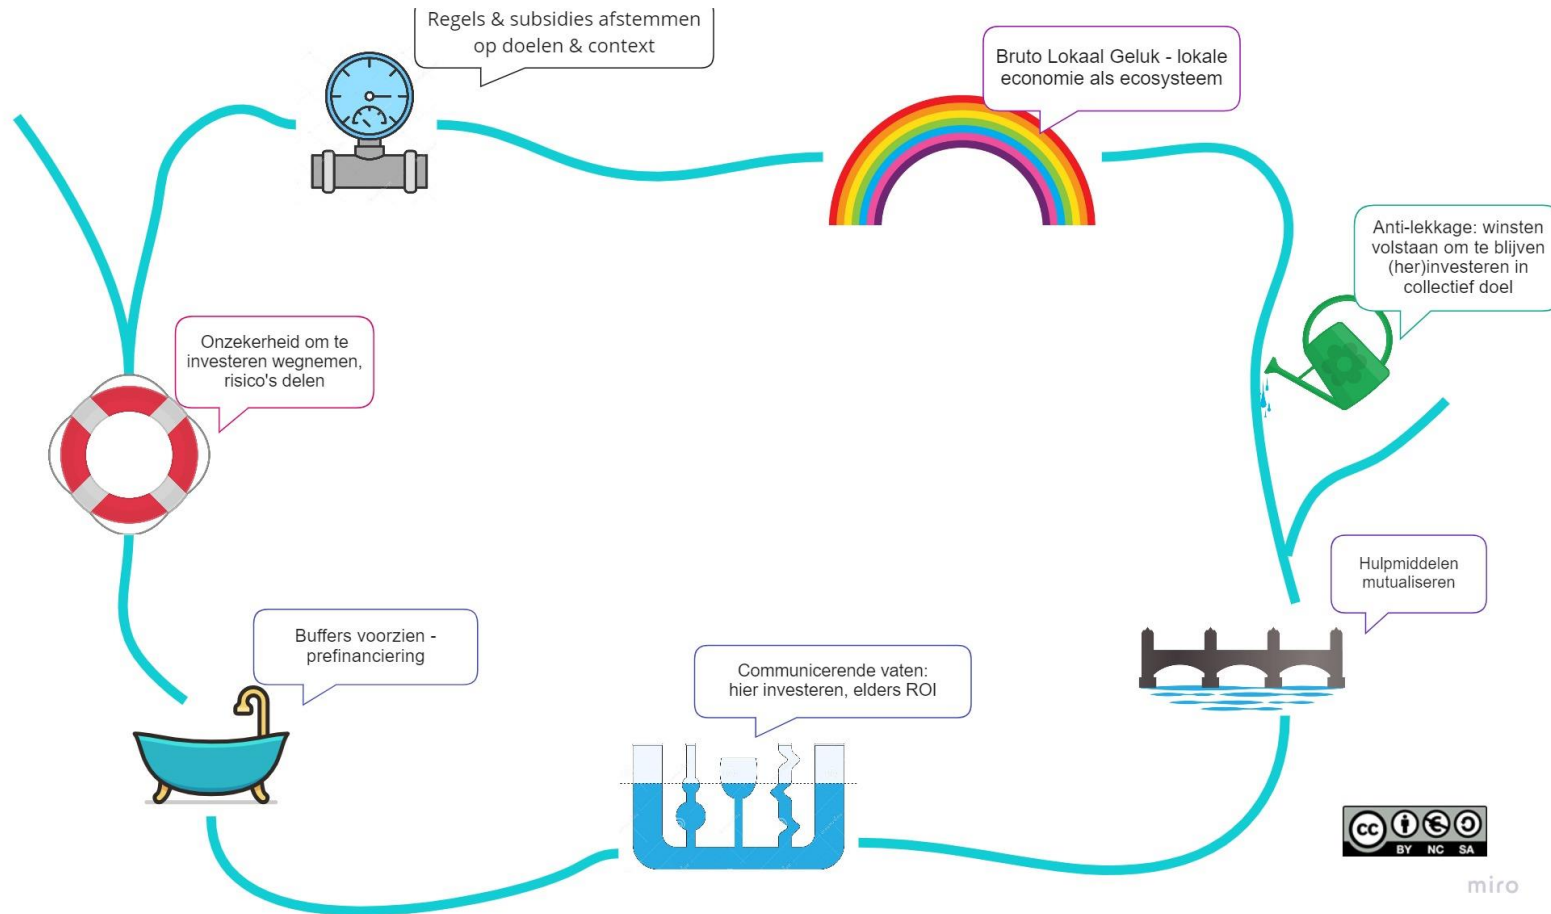 Regels & subsidies afstemmen
op doelen & context
Bruto Lokaal Geluk - lokale
economie als ecosysteem
Anti-lekkage: winsten
volstaan om te blijven
(her)investeren in
collectief doel
Onzekerheid om te
investeren wegnemen,
risico's delen
Hulpmiddelen
mutualiseren
Buffers voorzien -
prefinanciering
Communicerende vaten:
hier investeren, elders ROI
cc
BY NC SA
miro